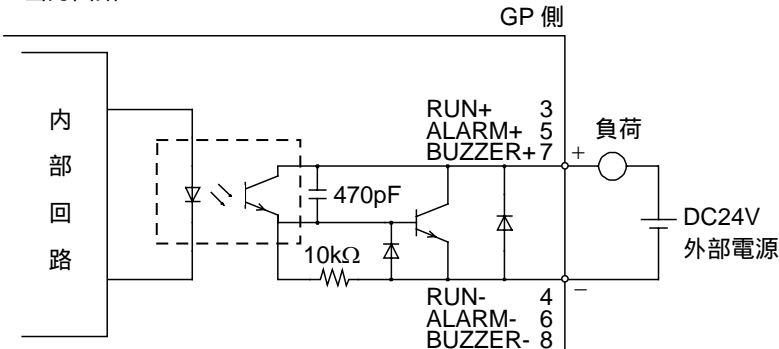 GP 側
内
部
回
路
RUN+ 3
ALARM+ 5
BUZZER+ 7
+
負荷
470pF
10kΩ
DC24V
外部電源
−
RUN- 4
ALARM- 6
BUZZER- 8